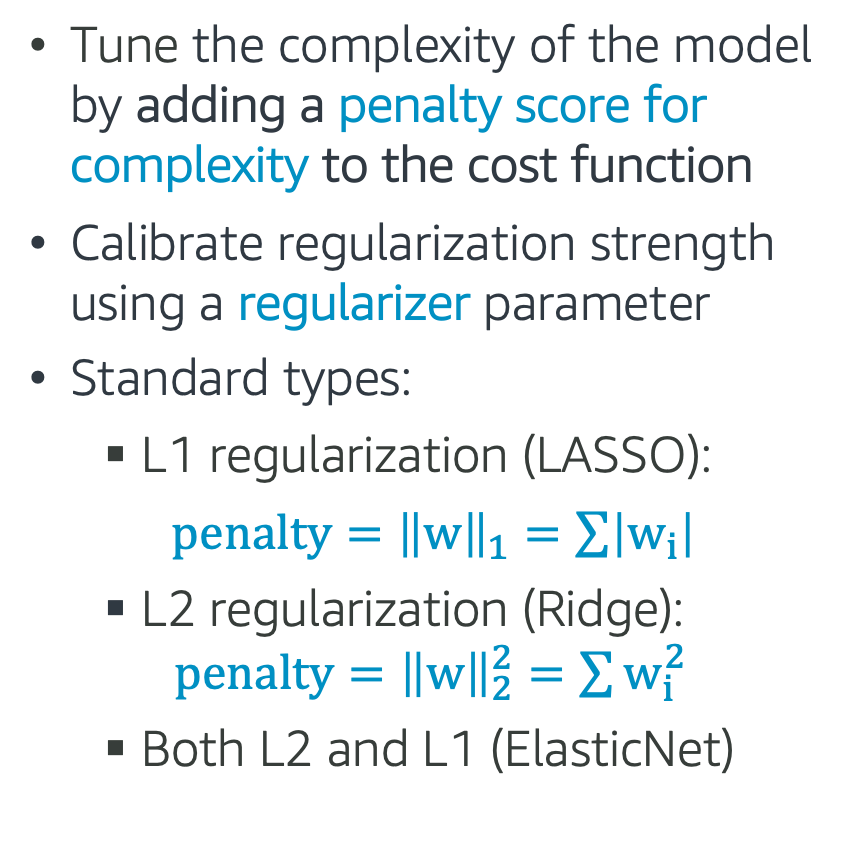 • Tune the complexity of the model
by adding a penalty score for
complexity to the cost function
• Calibrate regularization strength
using a regularizer parameter
• Standard types:
▪ L1 regularization (LASSO):
penalty = ‖w‖₁ = ∑|wᵢ|
▪ L2 regularization (Ridge):
penalty = ‖w‖₂² = ∑ wᵢ²
▪ Both L2 and L1 (ElasticNet)